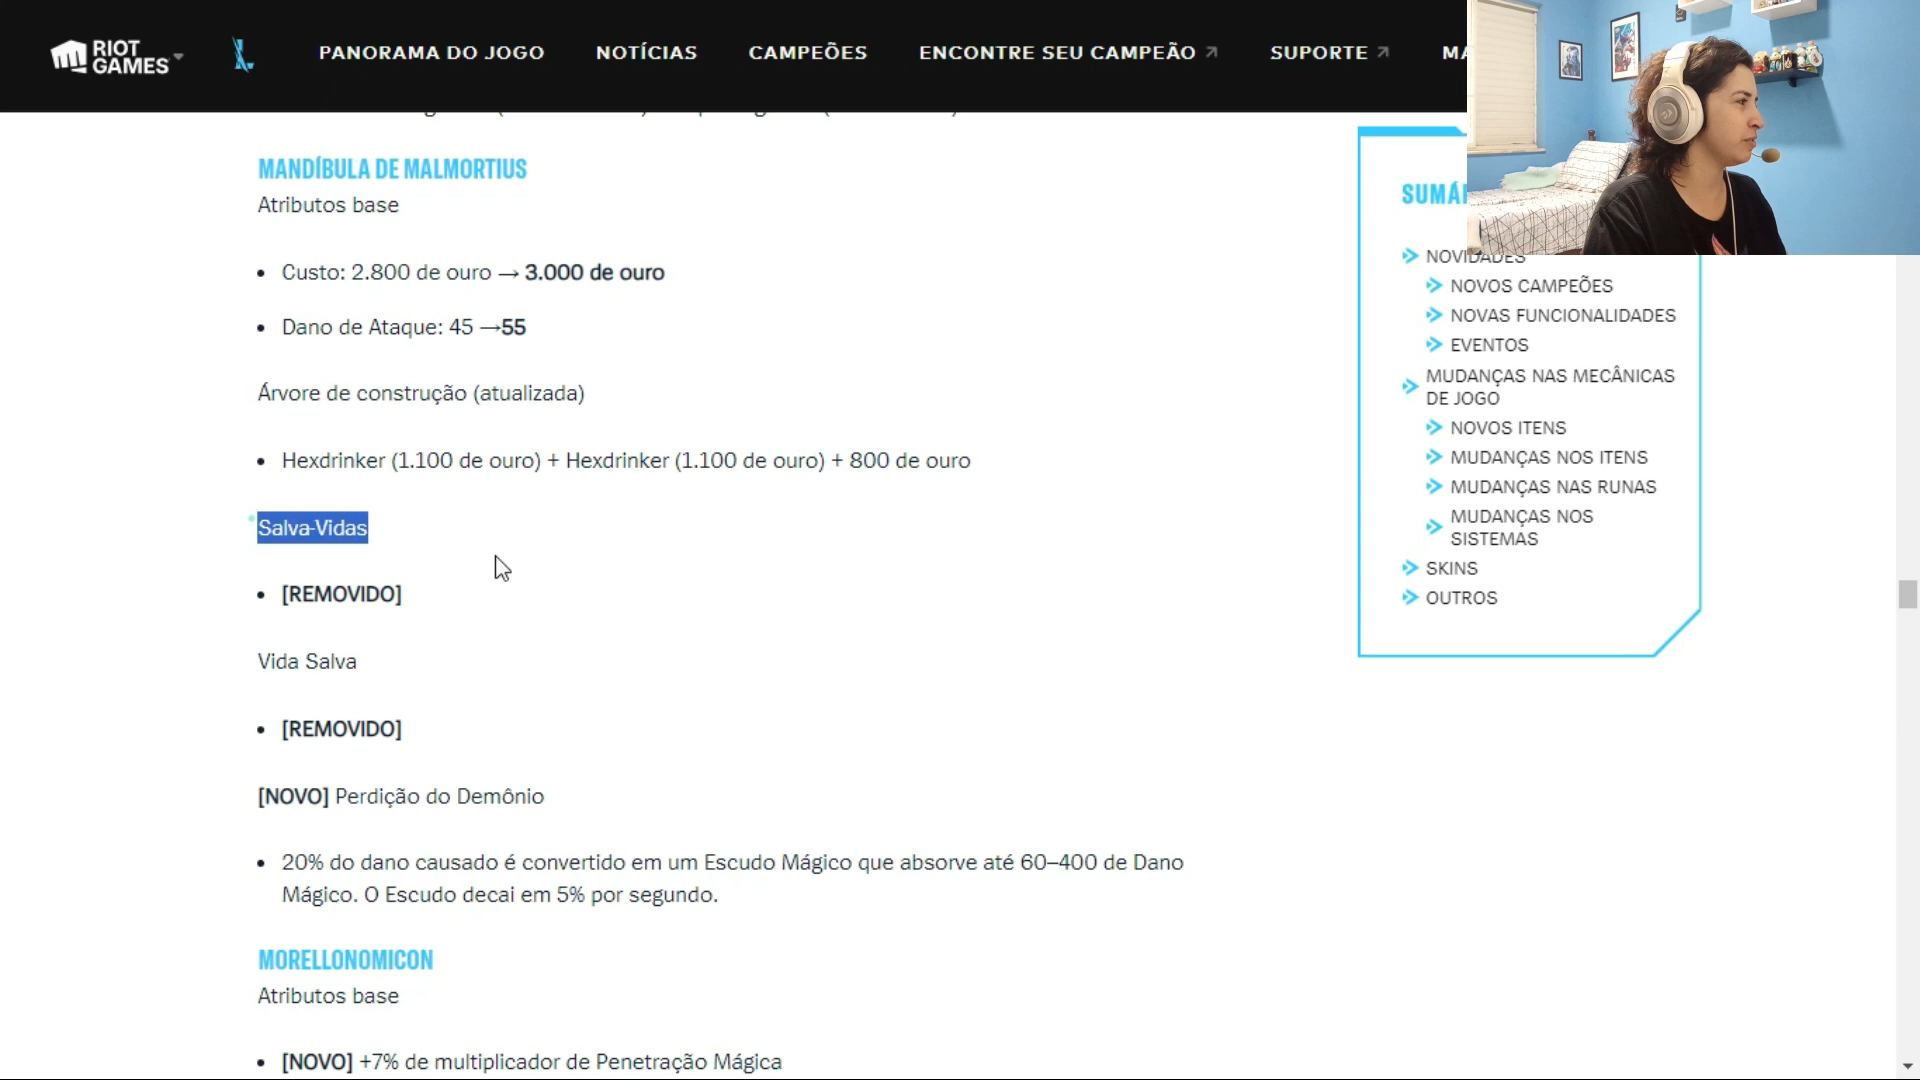 RIOT GAMES
PANORAMA DO JOGO
NOTÍCIAS
CAMPEÕES
ENCONTRE SEU CAMPEÃO
SUPORTE
MANDÍBULA DE MALMORTIUS
Atributos base
• Custo: 2.800 de ouro → 3.000 de ouro
• Dano de Ataque: 45 →55
Árvore de construção (atualizada)
• Hexdrinker (1.100 de ouro) + Hexdrinker (1.100 de ouro) + 800 de ouro
Salva-Vidas
• [REMOVIDO]
Vida Salva
• [REMOVIDO]
[NOVO] Perdição do Demônio
• 20% do dano causado é convertido em um Escudo Mágico que absorve até 60–400 de Dano
Mágico. O Escudo decai em 5% por segundo.
MORELLONOMICON
Atributos base
• [NOVO] +7% de multiplicador de Penetração Mágica
SUMÁ
NOVIDADES
NOVOS CAMPEÕES
NOVAS FUNCIONALIDADES
EVENTOS
MUDANÇAS NAS MECÂNICAS
DE JOGO
NOVOS ITENS
MUDANÇAS NOS ITENS
MUDANÇAS NAS RUNAS
MUDANÇAS NOS
SISTEMAS
SKINS
OUTROS